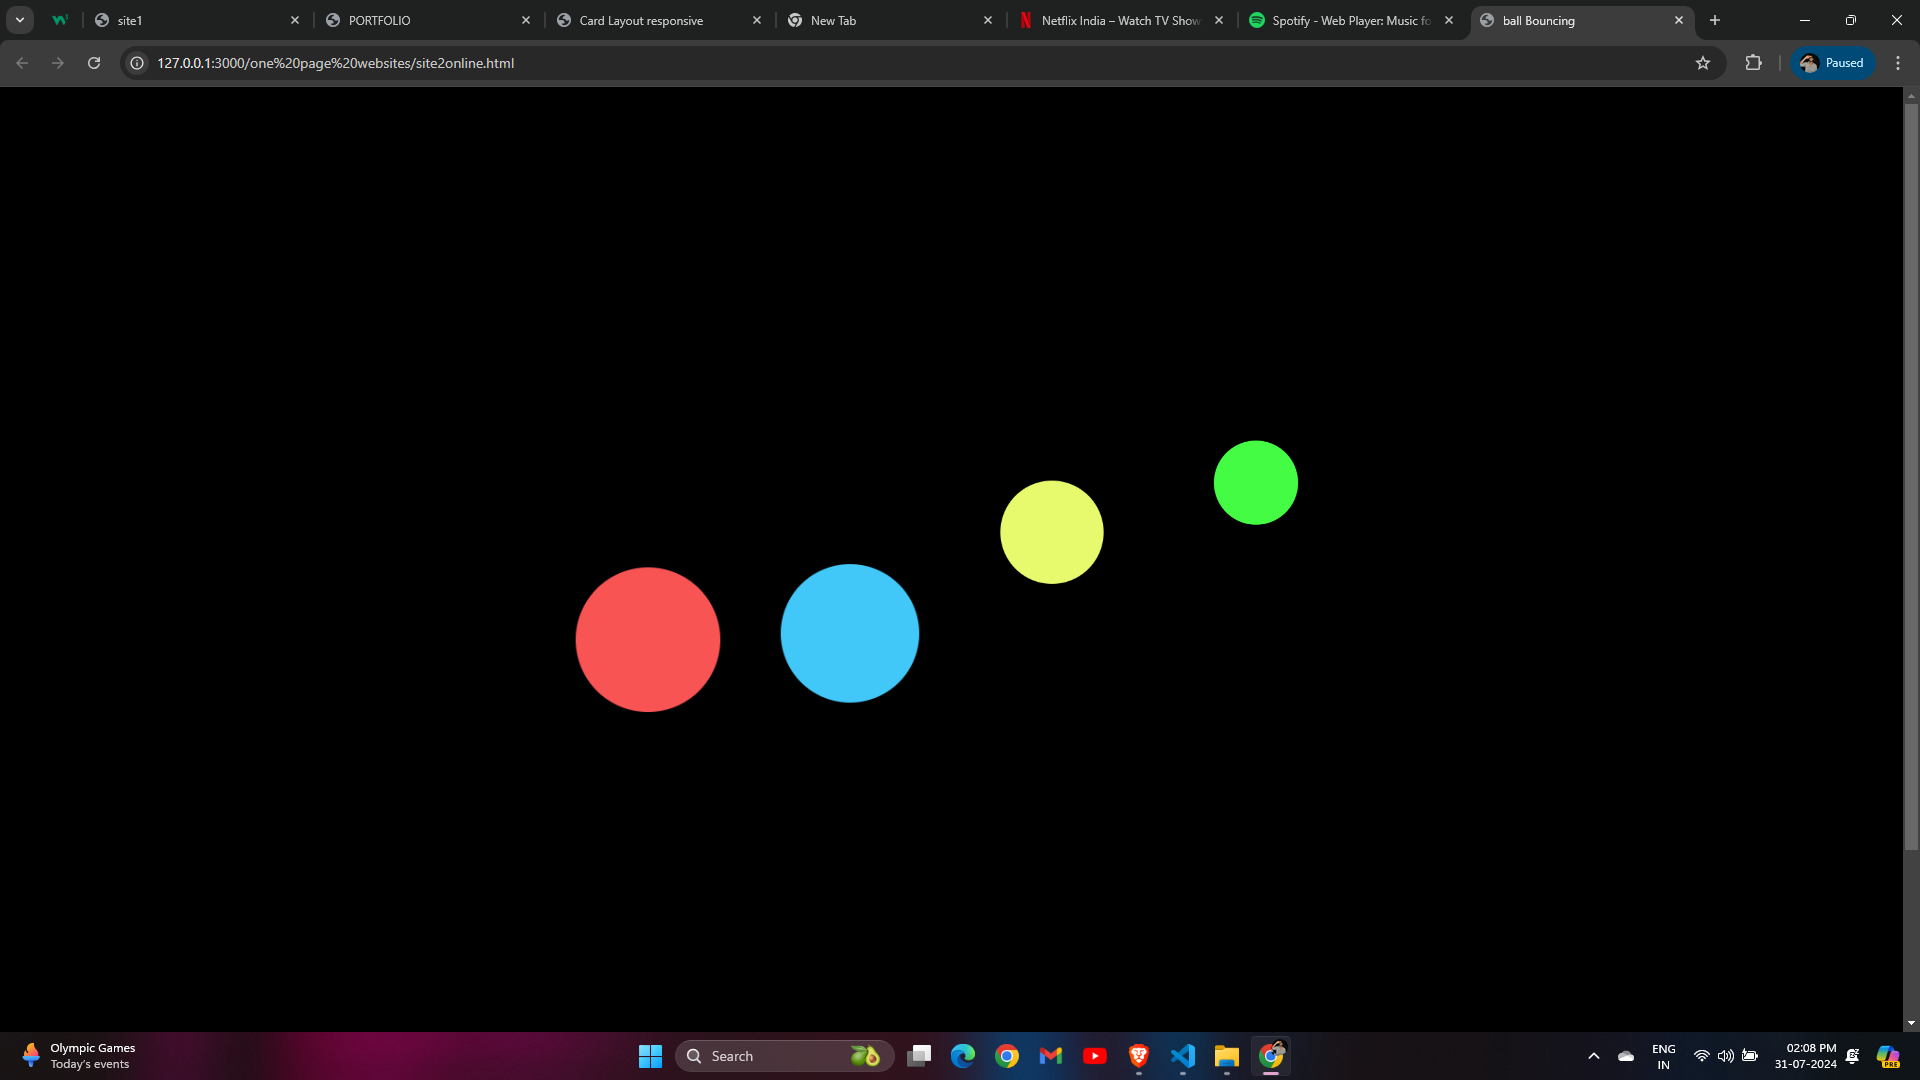 site1
PORTFOLIO
Card Layout responsive
New Tab
Netflix India – Watch TV Show
Spotify - Web Player: Music fo
ball Bouncing
127.0.0.1:3000/one%20page%20websites/site2online.html
Paused
Olympic Games
Today's events
Search
ENG
IN
02:08 PM
31-07-2024
PRE